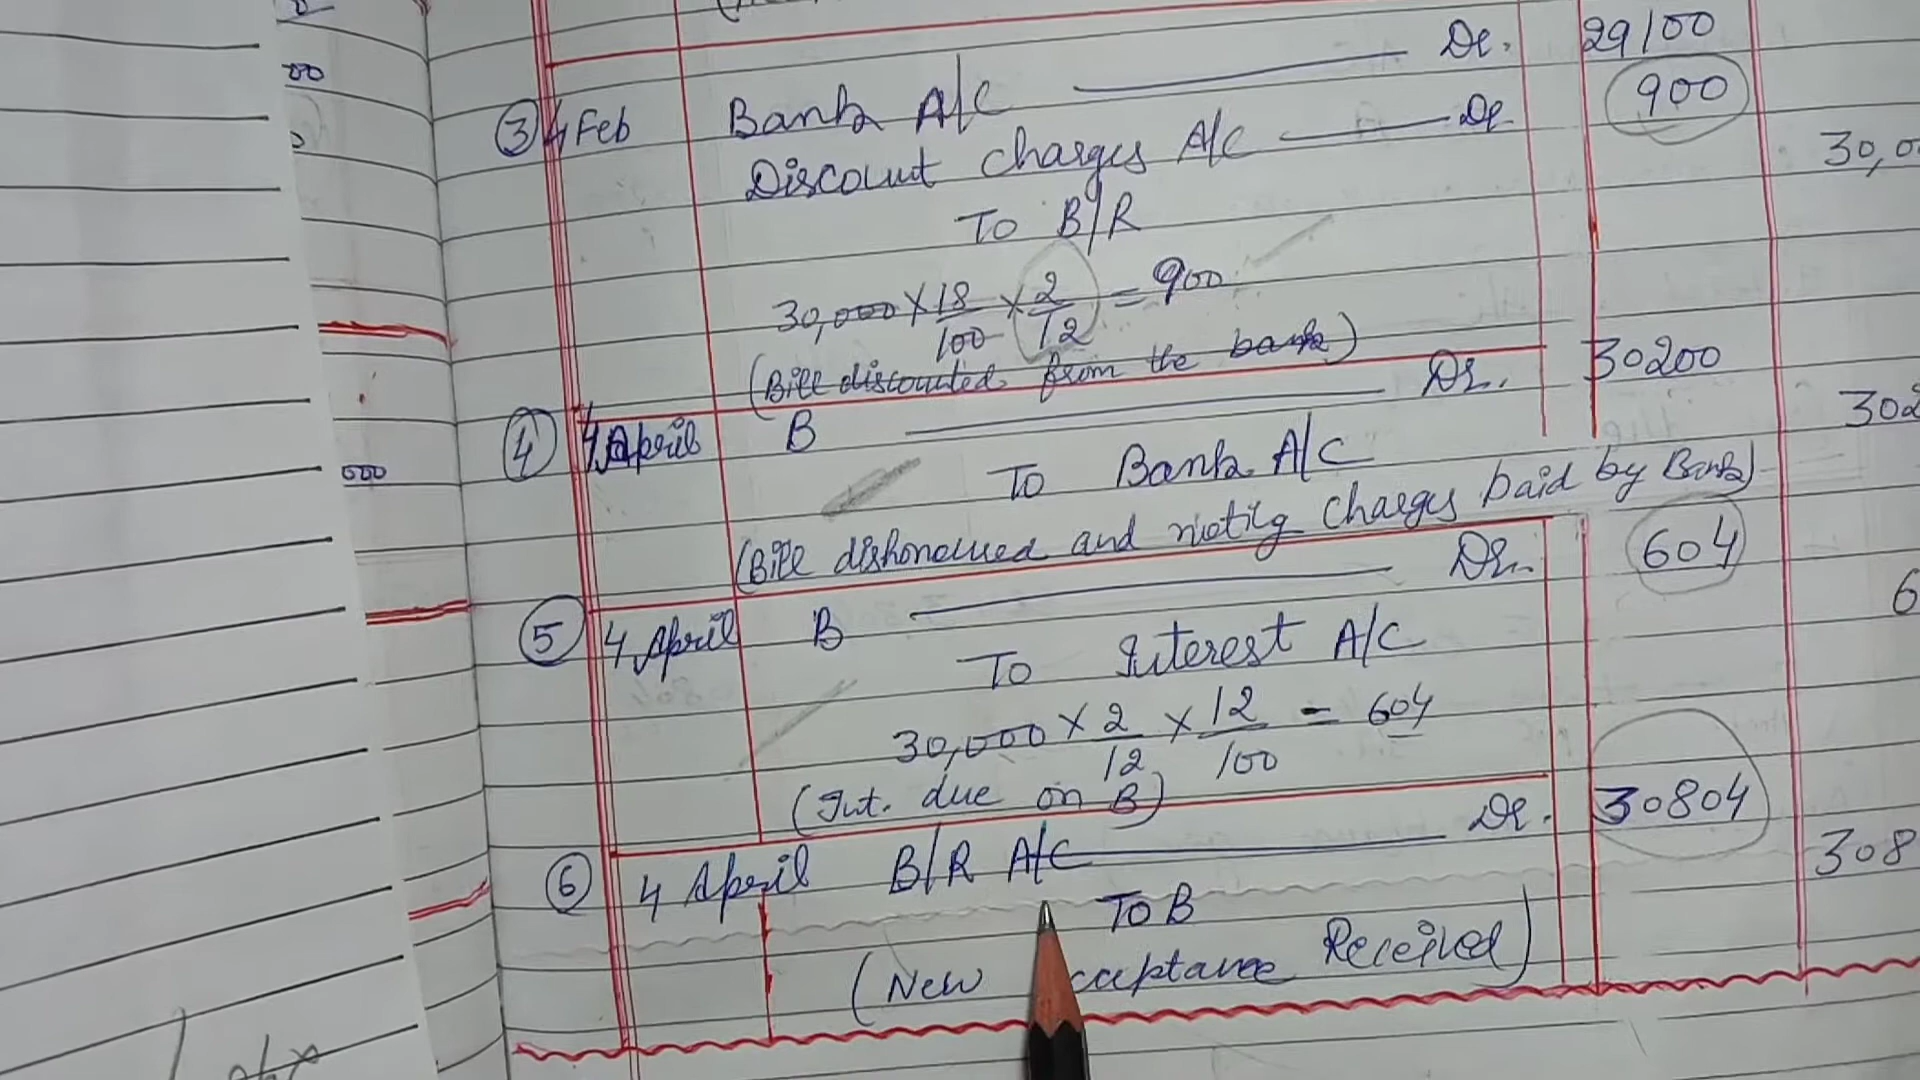 29100
③ 4 Feb Bank A/C Dr. 900
Discount charges A/C Dr. 30,0
To B/R
30,000 × 18/100 × 2/12 = 900
(Bill discounted from the bank)
④ 4 April B Dr. 30200
To Bank A/C 302
(Bill dishonoured and noting charges paid by Bank)
⑤ 4 April B Dr. 604
To Interest A/C 6
30,000 × 2/12 × 12/100 = 604
(Int. due on B)
⑥ 4 April B/R A/C Dr. 30804
To B 308
(New cceptance Received)
00
000